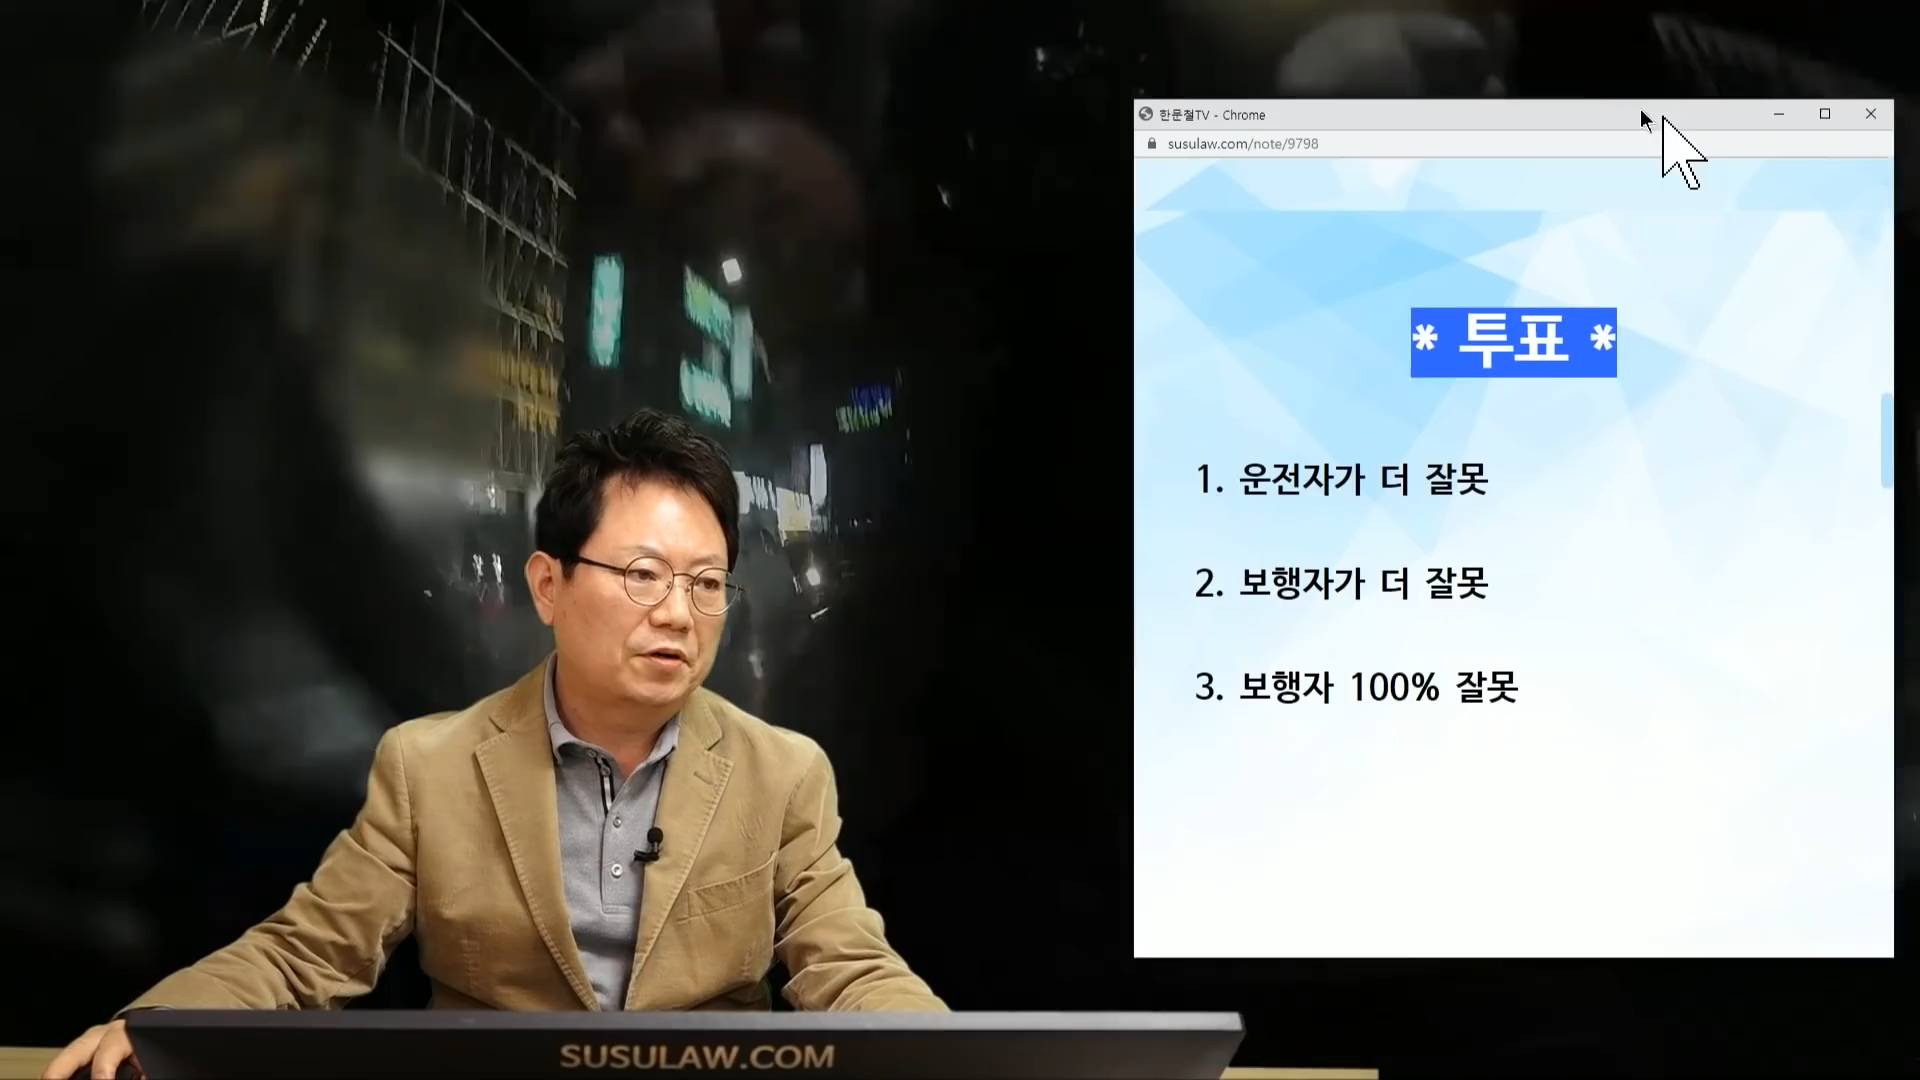 한문철TV - Chrome
susulaw.com/note/9798
* 투표 *
1. 운전자가 더 잘못
2. 보행자가 더 잘못
3. 보행자 100% 잘못
SUSULAW.COM